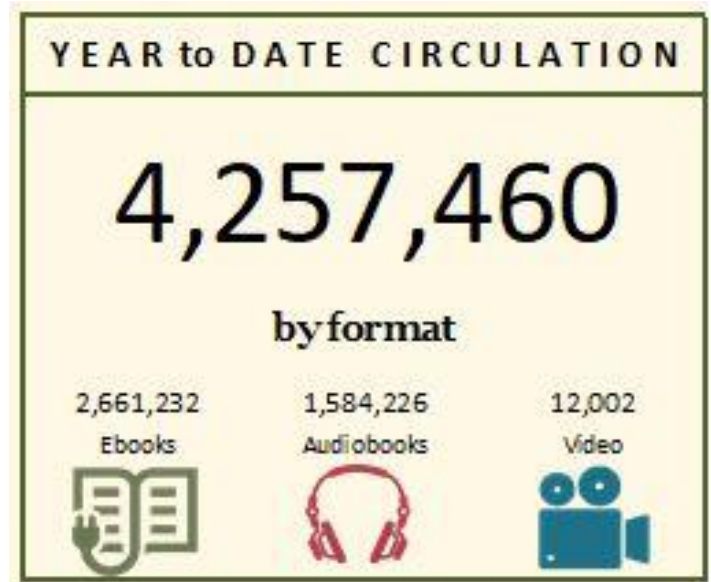 YEAR to DATE CIRCULATION
4,257,460
by format
2,661,232 1,584,226 12,002
Ebooks Audiobooks Video